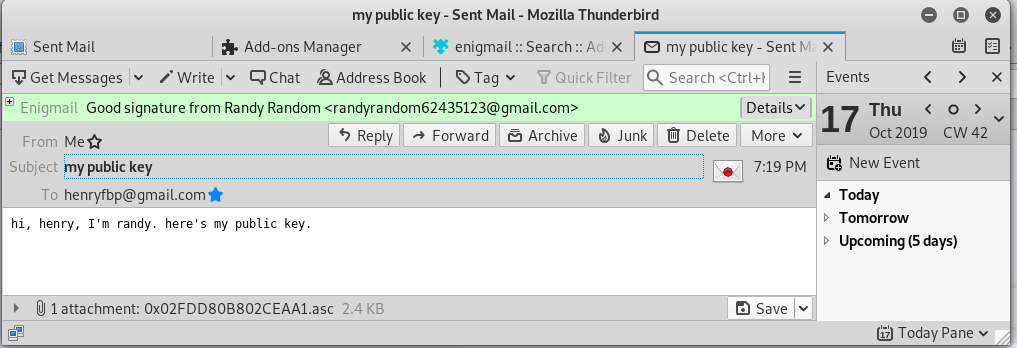 my public key - Sent Mail - Mozilla Thunderbird
Sent Mail Add-ons Manager enigmail :: Search :: Ad my public key - Sent Ma
Get Messages Write Chat Address Book Tag Quick Filter Search <Ctrl+K
Events
Enigmail Good signature from Randy Random <randyrandom62435123@gmail.com> Details
17 Thu
Oct 2019 CW 42
From Me Reply Forward Archive Junk Delete More
Subject my public key 7:19 PM
New Event
To henryfbp@gmail.com
Today
Tomorrow
Upcoming (5 days)
hi, henry, I'm randy. here's my public key.
1 attachment: 0x02FDD80B802CEAA1.asc 2.4 KB Save
17 Today Pane